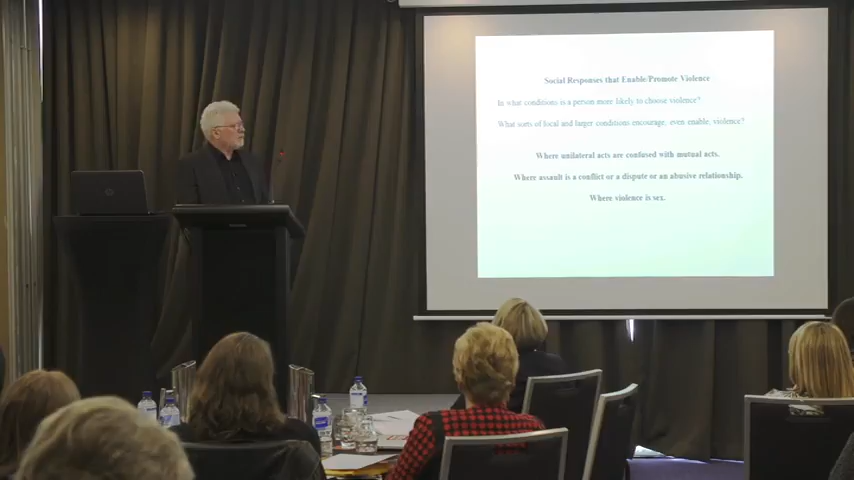 Social Responses that Enable/Promote Violence
In what conditions is a person more likely to choose violence?
What sorts of local and larger conditions encourage, even enable, violence?
Where unilateral acts are confused with mutual acts.
Where assault is a conflict or a dispute or an abusive relationship.
Where violence is sex.